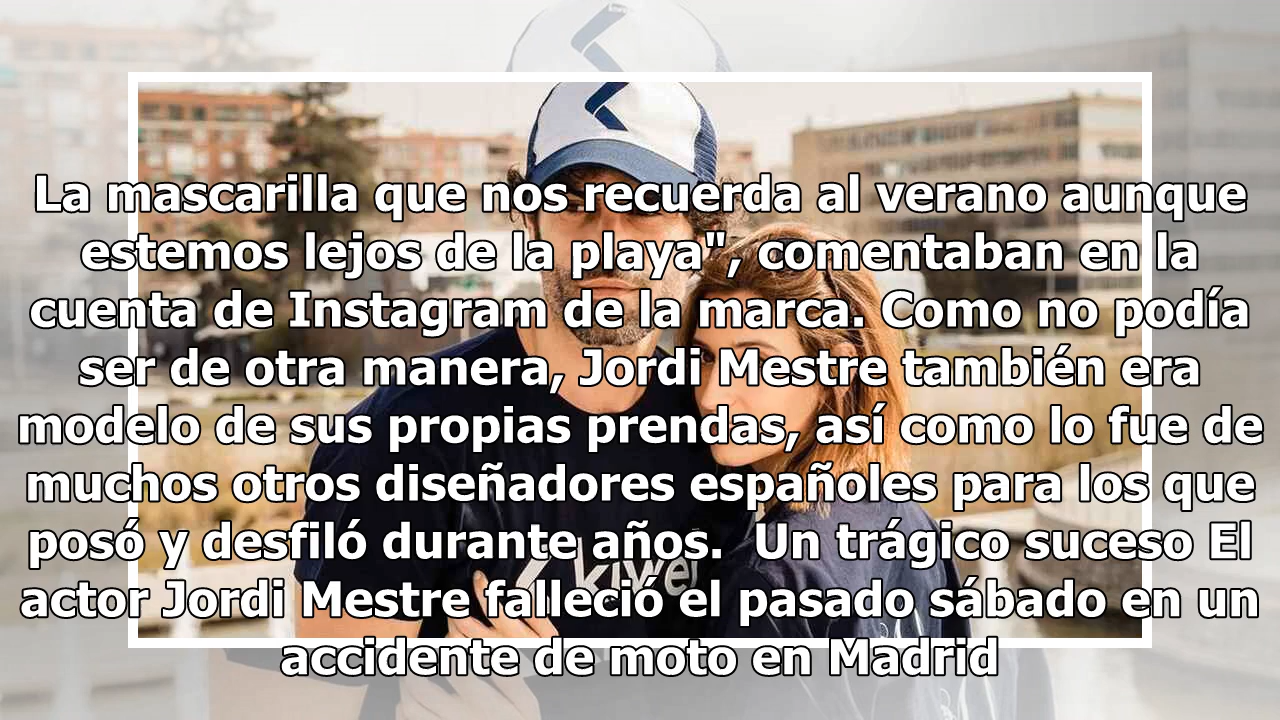 La mascarilla que nos recuerda al verano aunque
estemos lejos de la playa", comentaban en la
cuenta de Instagram de la marca. Como no podía
ser de otra manera, Jordi Mestre también era
modelo de sus propias prendas, así como lo fue de
muchos otros diseñadores españoles para los que
posó y desfiló durante años.  Un trágico suceso El
actor Jordi Mestre falleció el pasado sábado en un
accidente de moto en Madrid
kiwel